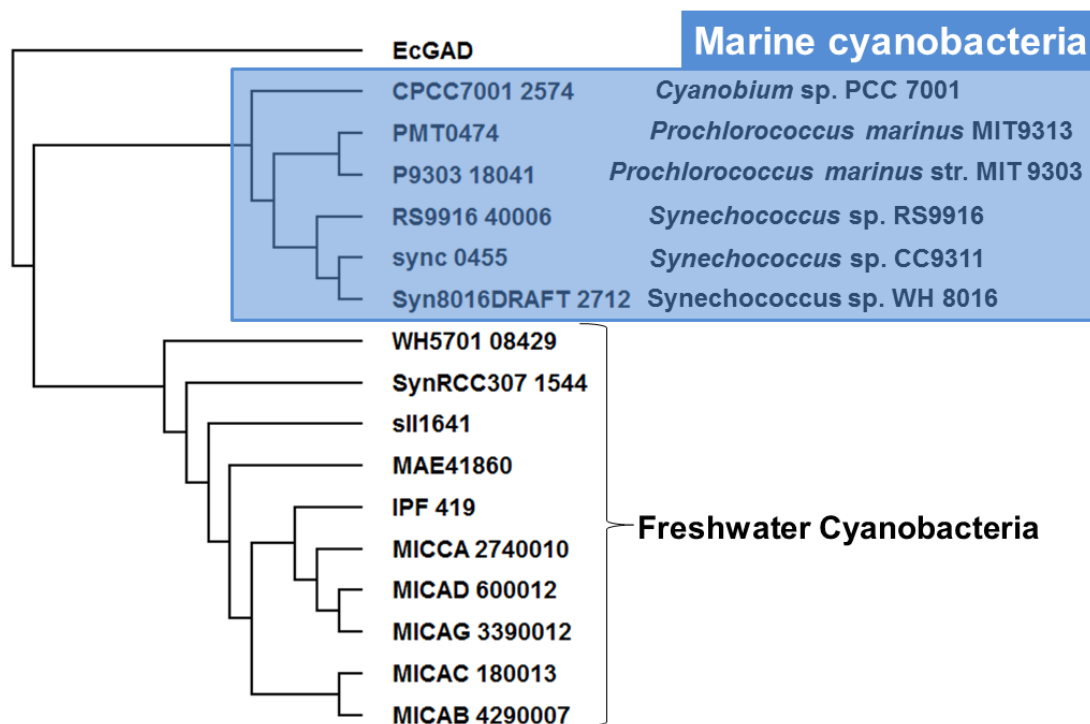 Marine cyanobacteria
EcGAD
CPCC7001 2574 Cyanobium sp. PCC 7001
PMT0474 Prochlorococcus marinus MIT9313
P9303 18041 Prochlorococcus marinus str. MIT 9303
RS9916 40006 Synechococcus sp. RS9916
sync 0455 Synechococcus sp. CC9311
Syn8016DRAFT 2712 Synechococcus sp. WH 8016
WH5701 08429
SynRCC307 1544
sll1641
MAE41860
IPF 419
Freshwater Cyanobacteria
MICCA 2740010
MICAD 600012
MICAG 3390012
MICAC 180013
MICAB 4290007